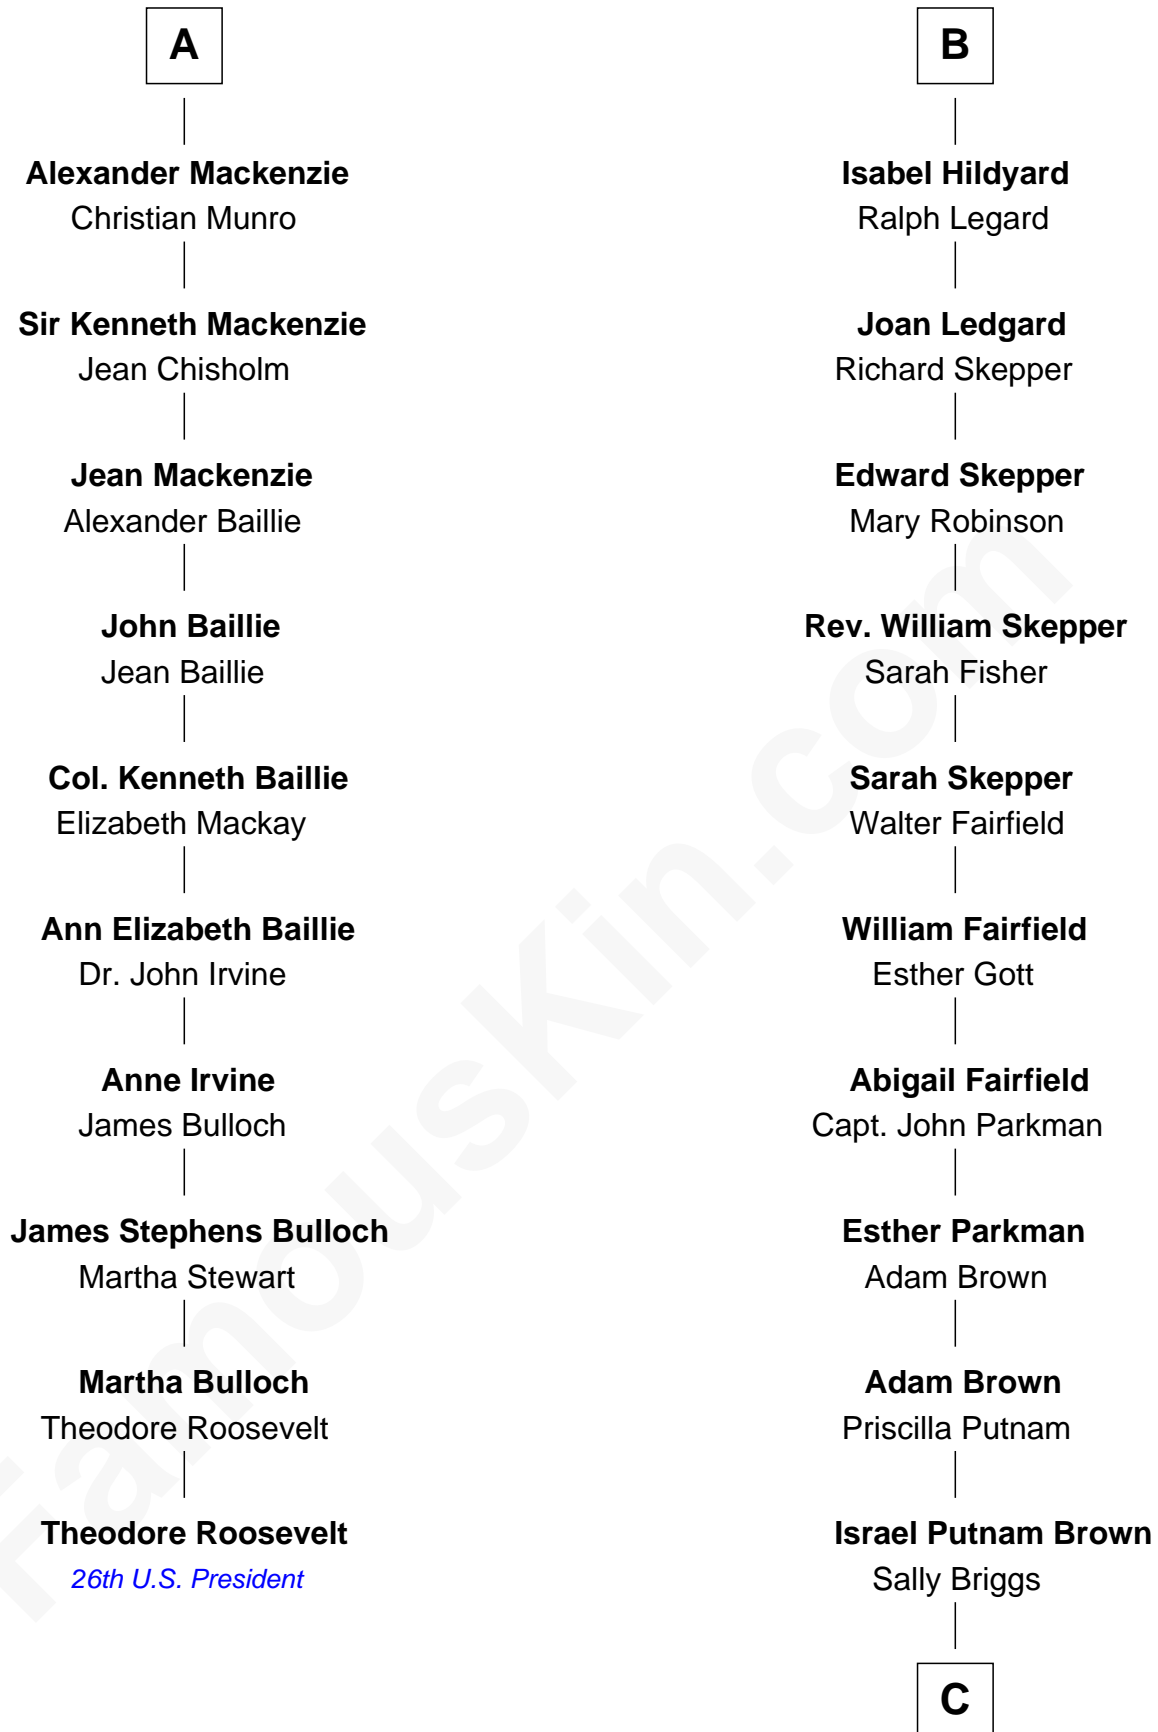 A
Alexander Mackenzie
Christian Munro
Sir Kenneth Mackenzie
Jean Chisholm
Jean Mackenzie
Alexander Baillie
John Baillie
Jean Baillie
Col. Kenneth Baillie
Elizabeth Mackay
Ann Elizabeth Baillie
Dr. John Irvine
Anne Irvine
James Bulloch
James Stephens Bulloch
Martha Stewart
Martha Bulloch
Theodore Roosevelt
Theodore Roosevelt
26th U.S. President
B
Isabel Hildyard
Ralph Legard
Joan Ledgard
Richard Skepper
Edward Skepper
Mary Robinson
Rev. William Skepper
Sarah Fisher
Sarah Skepper
Walter Fairfield
William Fairfield
Esther Gott
Abigail Fairfield
Capt. John Parkman
Esther Parkman
Adam Brown
Adam Brown
Priscilla Putnam
Israel Putnam Brown
Sally Briggs
C
FamousKin.com